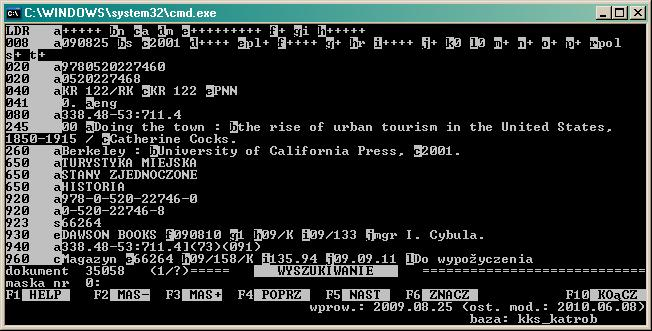 C:\WINDOWS\system32\cmd.exe
LDR a+++++ bn ca dm e+++++++++ f+ gi h+++++
008 a090825 bs c2001 d++++ epl+ f++++ g+ hr i++++ j+ k0 l0 m+ n+ o+ p+ rpol
s+ t+
020 a9780520227460
020 a0520227468
040 aKR 122/RK cKR 122 ePNN
041 0. aeng
080 a338.48-53:711.4
245 00 aDoing the town : bthe rise of urban tourism in the United States,
1850-1915 / cCatherine Cocks.
260 aBerkeley : bUniversity of California Press, c2001.
650 aTURYSTYKA MIEJSKA
650 aSTANY ZJEDNOCZONE
650 aHISTORIA
920 a978-0-520-22746-0
920 a0-520-22746-8
923 s66264
930 eDAWSON BOOKS f090810 g1 h09/K i09/133 jmgr I. Cybula.
940 a338.48-53:711.4](73)(091)
960 cMagazyn e66264 h09/158/K i135.94 j09.09.11 lDo wypożyczenia
dokument 35058 (1/?)===== WYSZUKIWANIE =====================
maska nr 0:
F1 HELP F2 MAS- F3 MAS+ F4 POPRZ F5 NAST F6 ZNACZ F10 KOąCZ
wprow.: 2009.08.25 (ost. mod.: 2010.06.08)
baza: kks_katrob